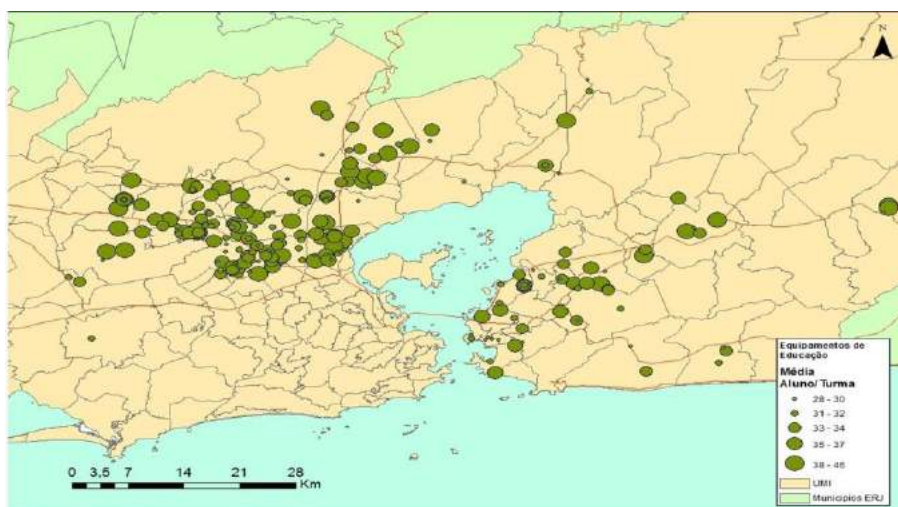 N
Equipamentos de
Educação
Média
Aluno/ Turma
28 - 30
31 - 32
33 - 34
35 - 37
38 - 46
UMI
Municípios ERJ
0 3,5 7 14 21 28
Km